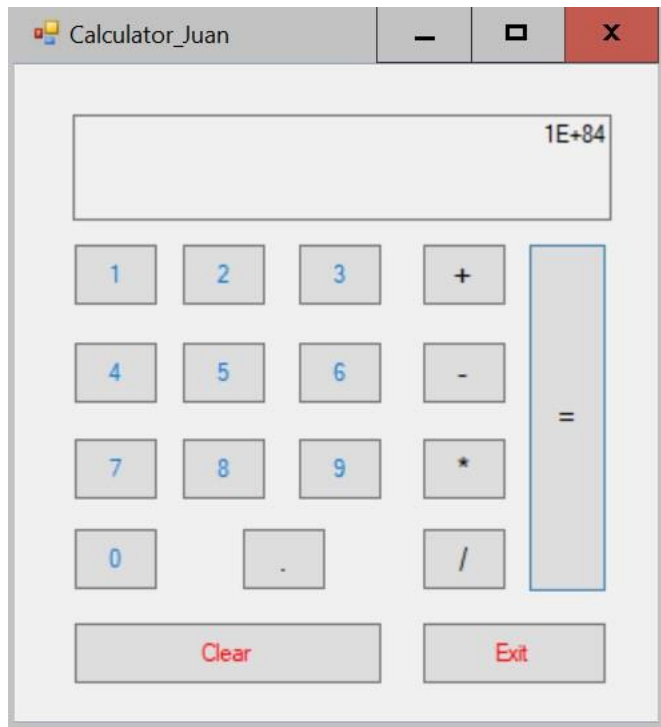 Calculator_Juan
1E+84
1 2 3 +
4 5 6 -
7 8 9 *
=
0 . /
Clear Exit